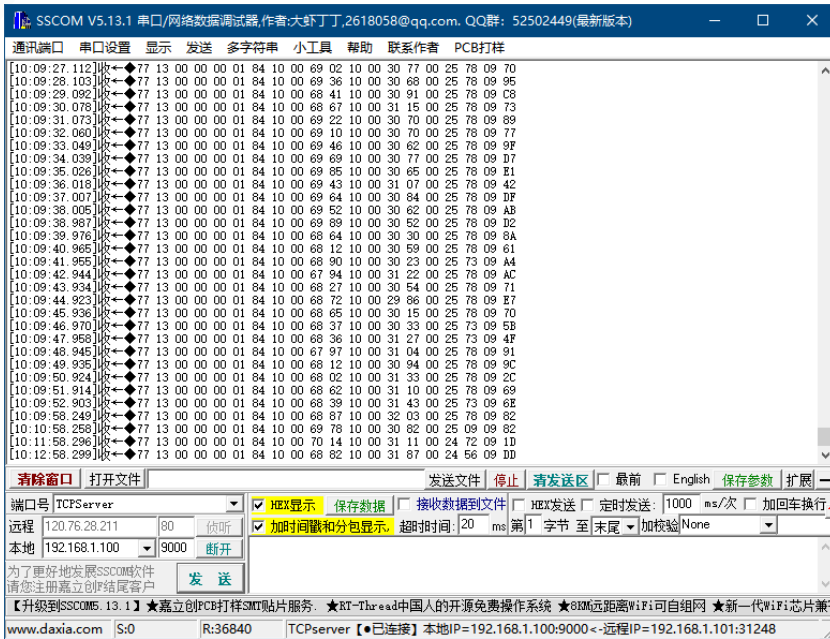 SSCOM V5.13.1 串口/网络数据调试器,作者:大虾丁丁,2618058@qq.com. QQ群: 52502449(最新版本)
通讯端口 串口设置 显示 发送 多字符串 小工具 帮助 联系作者 PCB打样
[10:09:27.112]收←◆77 13 00 00 00 01 84 10 00 69 02 10 00 30 77 00 25 78 09 70
[10:09:28.103]收←◆77 13 00 00 00 01 84 10 00 69 36 10 00 30 68 00 25 78 09 95
[10:09:29.092]收←◆77 13 00 00 00 01 84 10 00 68 41 10 00 30 91 00 25 78 09 C8
[10:09:30.078]收←◆77 13 00 00 00 01 84 10 00 68 67 10 00 31 15 00 25 78 09 73
[10:09:31.073]收←◆77 13 00 00 00 01 84 10 00 69 22 10 00 30 70 00 25 78 09 89
[10:09:32.060]收←◆77 13 00 00 00 01 84 10 00 69 10 10 00 30 70 00 25 78 09 77
[10:09:33.049]收←◆77 13 00 00 00 01 84 10 00 69 46 10 00 30 62 00 25 78 09 9F
[10:09:34.039]收←◆77 13 00 00 00 01 84 10 00 69 69 10 00 30 77 00 25 78 09 D7
[10:09:35.026]收←◆77 13 00 00 00 01 84 10 00 69 85 10 00 30 65 00 25 78 09 E1
[10:09:36.018]收←◆77 13 00 00 00 01 84 10 00 69 43 10 00 31 07 00 25 78 09 42
[10:09:37.007]收←◆77 13 00 00 00 01 84 10 00 69 64 10 00 30 84 00 25 78 09 DF
[10:09:38.005]收←◆77 13 00 00 00 01 84 10 00 69 52 10 00 30 62 00 25 78 09 AB
[10:09:38.987]收←◆77 13 00 00 00 01 84 10 00 69 89 10 00 30 52 00 25 78 09 D2
[10:09:39.976]收←◆77 13 00 00 00 01 84 10 00 68 64 10 00 30 30 00 25 78 09 8A
[10:09:40.965]收←◆77 13 00 00 00 01 84 10 00 68 12 10 00 30 59 00 25 78 09 61
[10:09:41.955]收←◆77 13 00 00 00 01 84 10 00 68 90 10 00 30 23 00 25 73 09 A4
[10:09:42.944]收←◆77 13 00 00 00 01 84 10 00 67 94 10 00 31 22 00 25 78 09 AC
[10:09:43.934]收←◆77 13 00 00 00 01 84 10 00 68 27 10 00 30 54 00 25 78 09 71
[10:09:44.923]收←◆77 13 00 00 00 01 84 10 00 68 72 10 00 29 86 00 25 78 09 E7
[10:09:45.936]收←◆77 13 00 00 00 01 84 10 00 68 65 10 00 30 15 00 25 78 09 70
[10:09:46.970]收←◆77 13 00 00 00 01 84 10 00 68 37 10 00 30 33 00 25 73 09 5B
[10:09:47.958]收←◆77 13 00 00 00 01 84 10 00 68 36 10 00 31 27 00 25 73 09 4F
[10:09:48.945]收←◆77 13 00 00 00 01 84 10 00 67 97 10 00 31 04 00 25 78 09 91
[10:09:49.935]收←◆77 13 00 00 00 01 84 10 00 68 12 10 00 30 94 00 25 78 09 9C
[10:09:50.924]收←◆77 13 00 00 00 01 84 10 00 68 02 10 00 31 33 00 25 78 09 2C
[10:09:51.914]收←◆77 13 00 00 00 01 84 10 00 68 62 10 00 31 10 00 25 78 09 69
[10:09:52.903]收←◆77 13 00 00 00 01 84 10 00 68 39 10 00 31 43 00 25 73 09 6E
[10:09:58.249]收←◆77 13 00 00 00 01 84 10 00 68 87 10 00 32 03 00 25 78 09 82
[10:10:58.258]收←◆77 13 00 00 00 01 84 10 00 69 78 10 00 30 82 00 25 09 09 82
[10:11:58.296]收←◆77 13 00 00 00 01 84 10 00 70 14 10 00 31 11 00 24 72 09 1D
[10:12:58.299]收←◆77 13 00 00 00 01 84 10 00 68 82 10 00 31 87 00 24 56 09 DD
清除窗口 打开文件 发送文件 停止 清发送区 最前 English 保存参数 扩展 —
端口号 TCPServer HEX显示 保存数据 接收数据到文件 HEX发送 定时发送: 1000 ms/次 加回车换行
远程 120.76.28.211 80 侦听 加时间戳和分包显示, 超时时间: 20 ms 第1 字节 至 末尾 加校验None
本地 192.168.1.100 9000 断开
为了更好地发展SSCOM软件
请您注册嘉立创F结尾客户
发 送
【升级到SSCOM5.13.1】★嘉立创PCB打样SMT贴片服务. ★RT-Thread中国人的开源免费操作系统 ★8KM远距离WiFi可自组网 ★新一代WiFi芯片兼
www.daxia.com S:0 R:36840 TCPserver【●已连接】本地IP=192.168.1.100:9000<-远程IP=192.168.1.101:31248